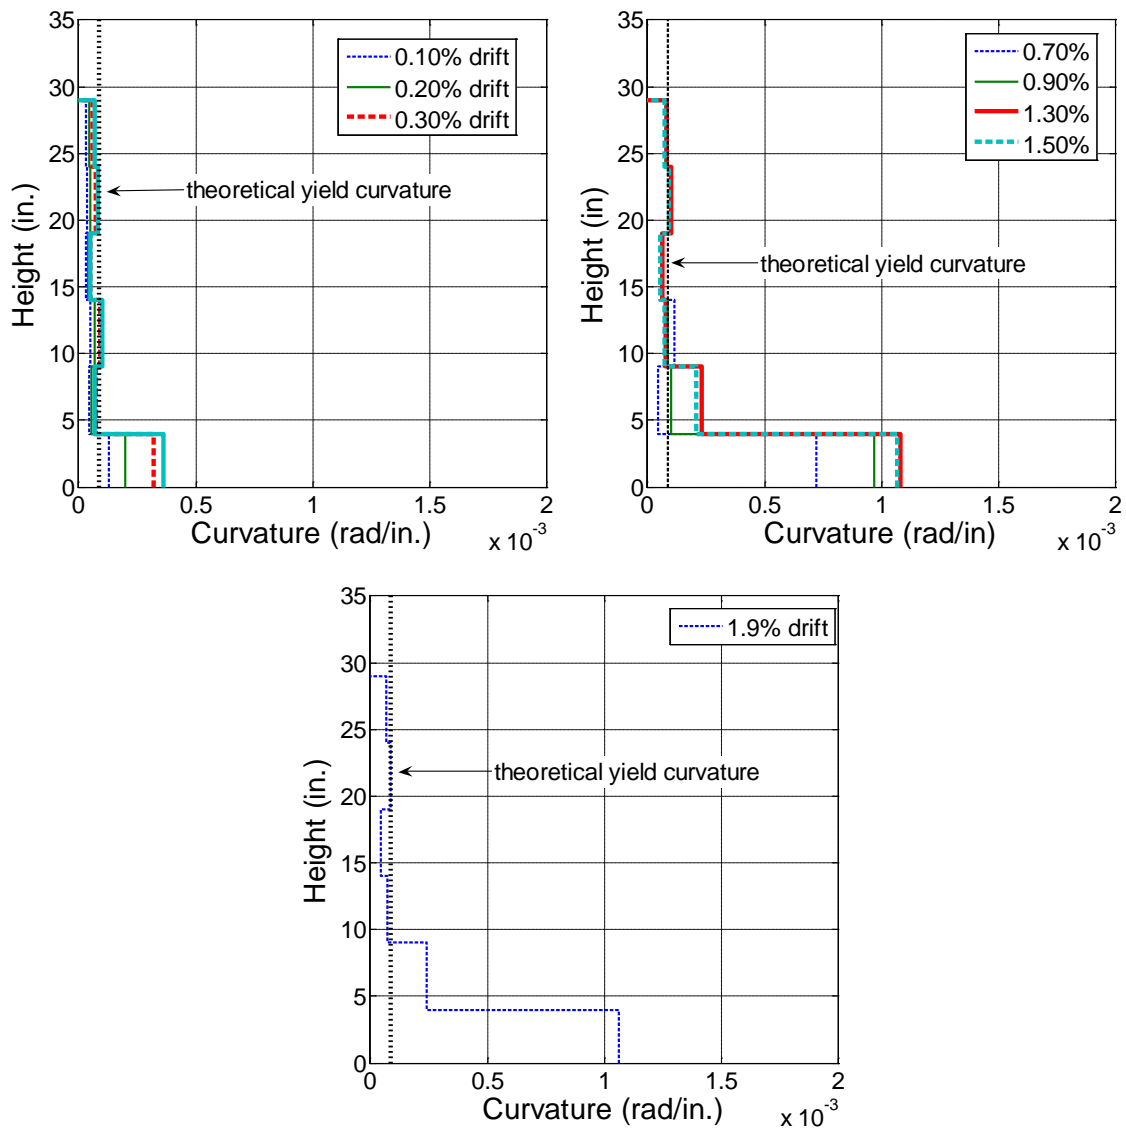 35
30
25
20
15
10
5
0
Height (in.)
0.10% drift
0.20% drift
0.30% drift
theoretical yield curvature
0 0.5 1 1.5 2
Curvature (rad/in.)
x 10-3
35
30
25
20
15
10
5
0
Height (in)
0.70%
0.90%
1.30%
1.50%
theoretical yield curvature
0 0.5 1 1.5 2
Curvature (rad/in)
x 10-3
35
30
25
20
15
10
5
0
Height (in.)
1.9% drift
theoretical yield curvature
0 0.5 1 1.5 2
Curvature (rad/in.)
x 10-3